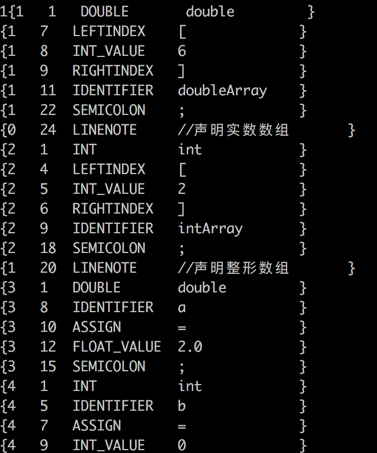 1{1 1 DOUBLE double }
{1 7 LEFTINDEX [ }
{1 8 INT_VALUE 6 }
{1 9 RIGHTINDEX ] }
{1 11 IDENTIFIER doubleArray }
{1 22 SEMICOLON ; }
{0 24 LINENOTE //声明实数数组 }
{2 1 INT int }
{2 4 LEFTINDEX [ }
{2 5 INT_VALUE 2 }
{2 6 RIGHTINDEX ] }
{2 9 IDENTIFIER intArray }
{2 18 SEMICOLON ; }
{1 20 LINENOTE //声明整形数组 }
{3 1 DOUBLE double }
{3 8 IDENTIFIER a }
{3 10 ASSIGN = }
{3 12 FLOAT_VALUE 2.0 }
{3 15 SEMICOLON ; }
{4 1 INT int }
{4 5 IDENTIFIER b }
{4 7 ASSIGN = }
{4 9 INT_VALUE 0 }